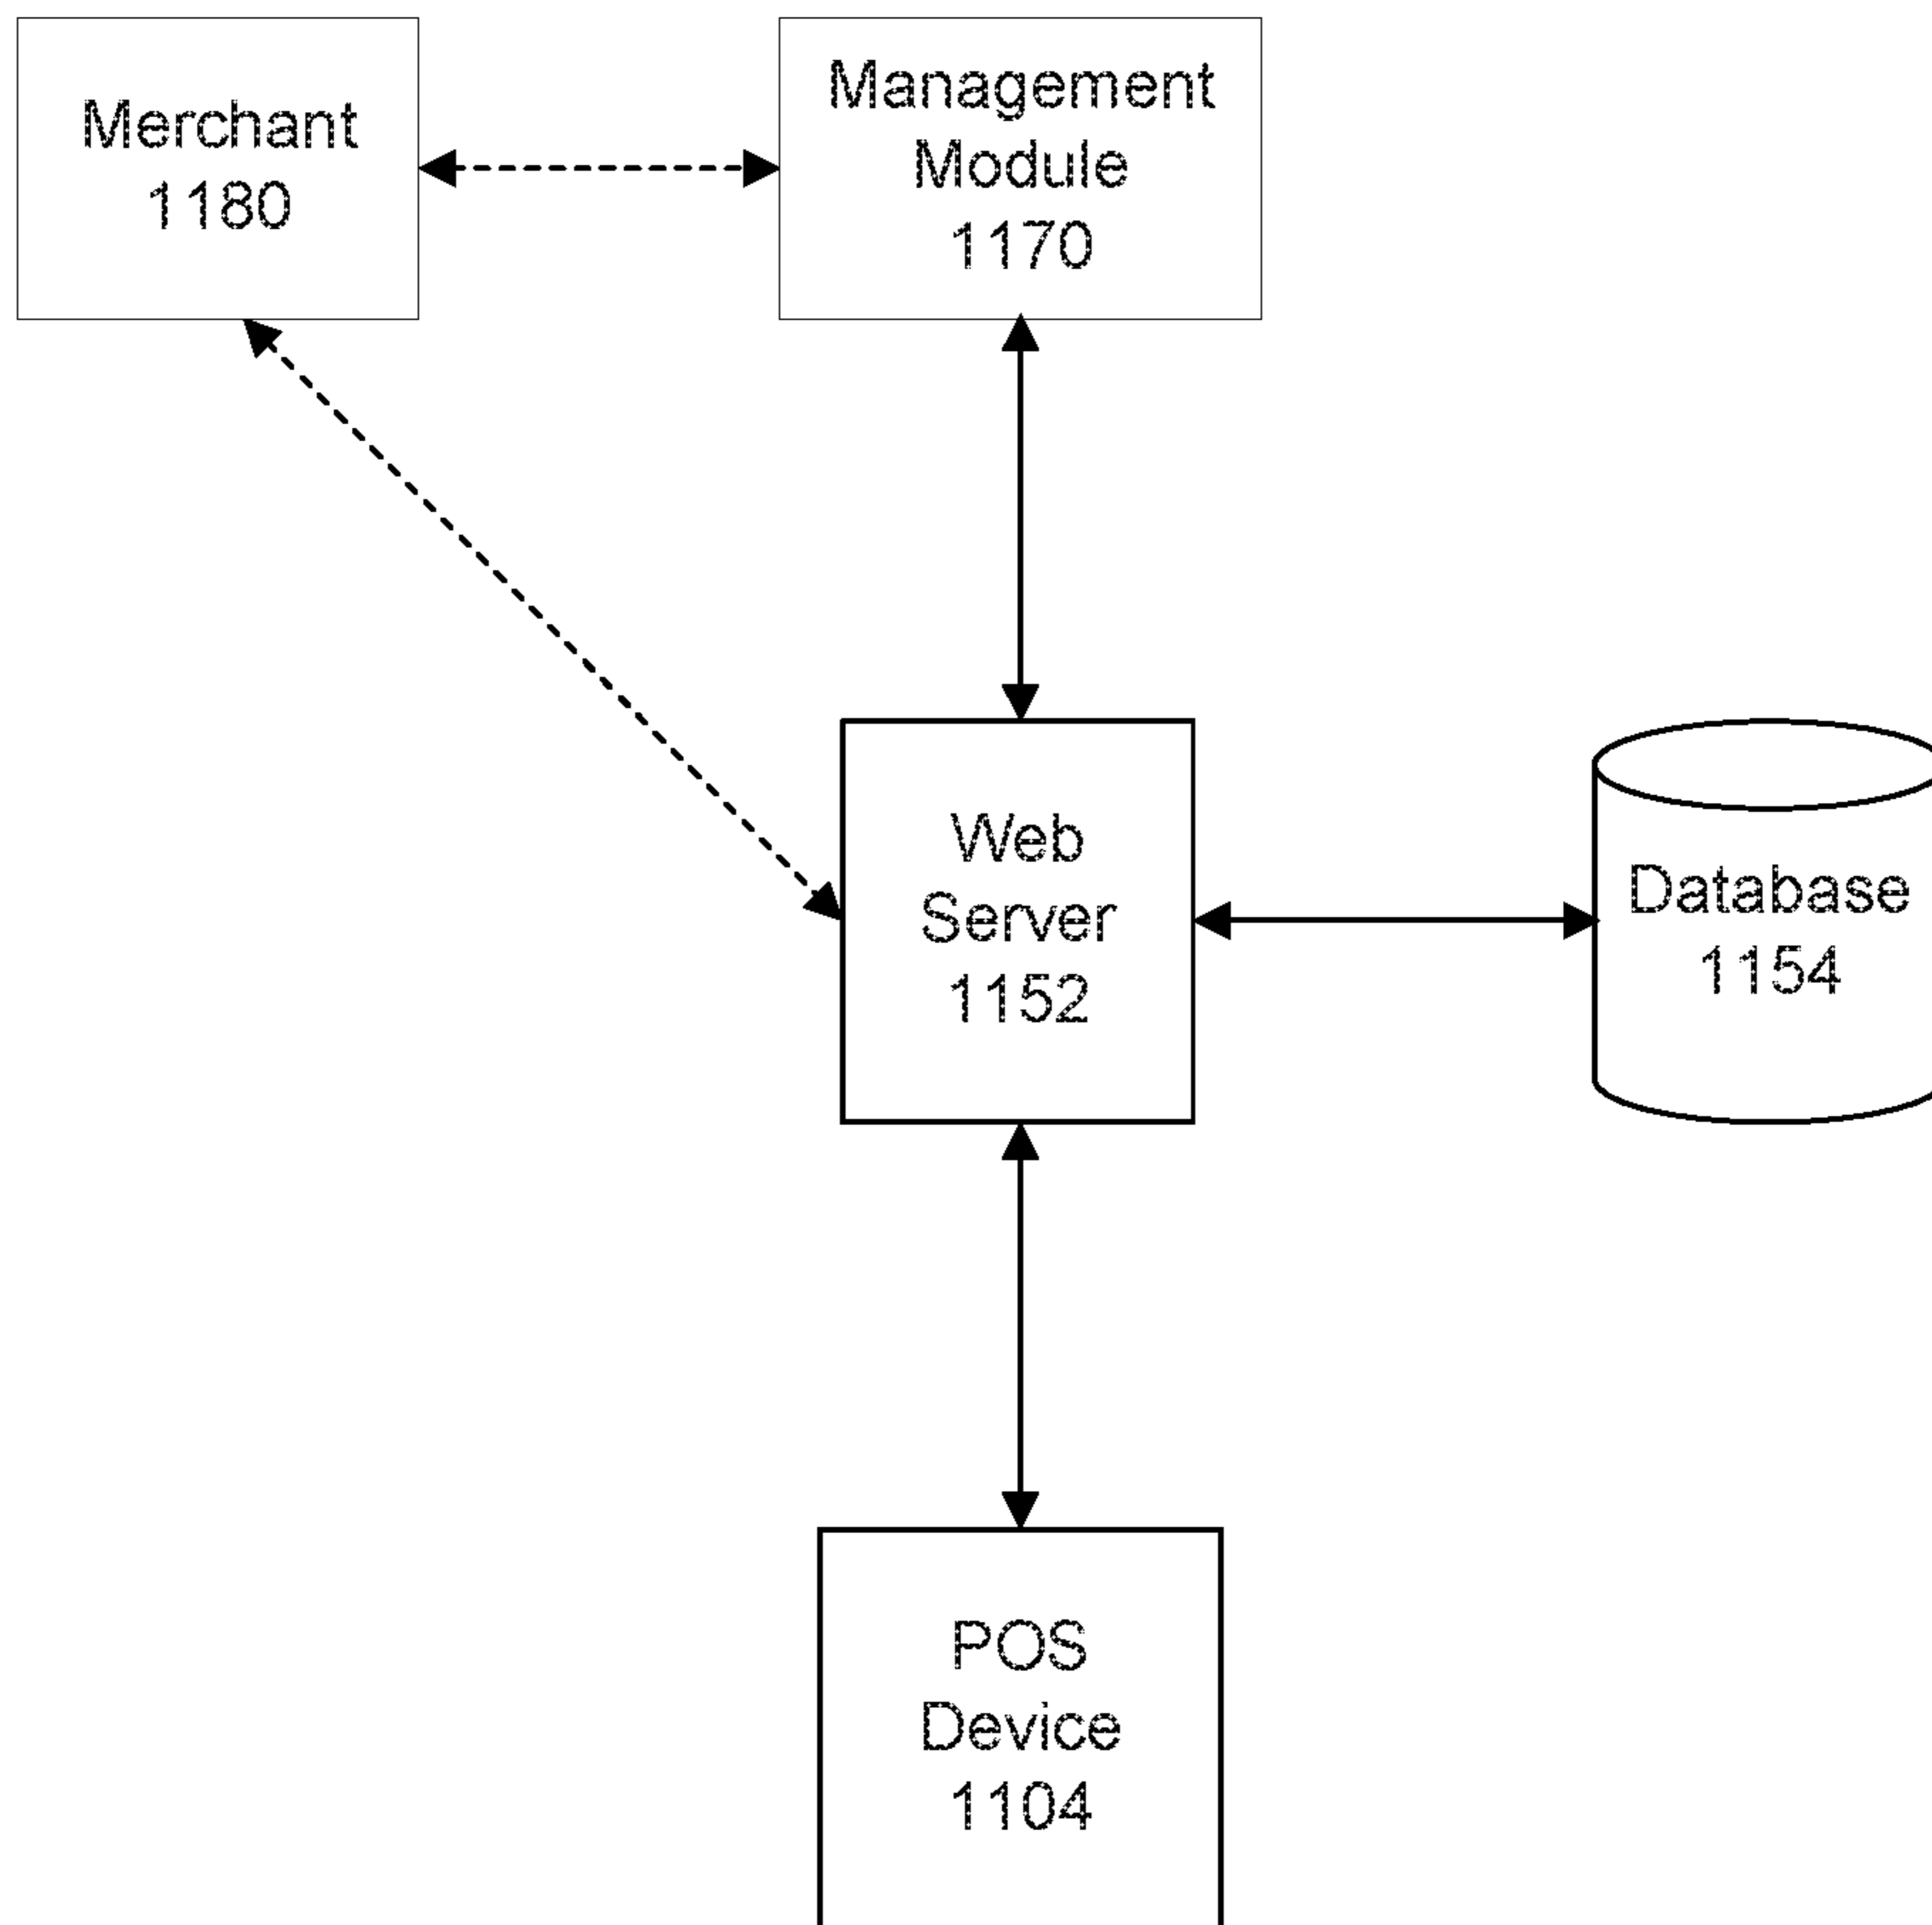 Merchant
1180
Management
Module
1170
Web
Server
1152
Database
1154
POS
Device
1104